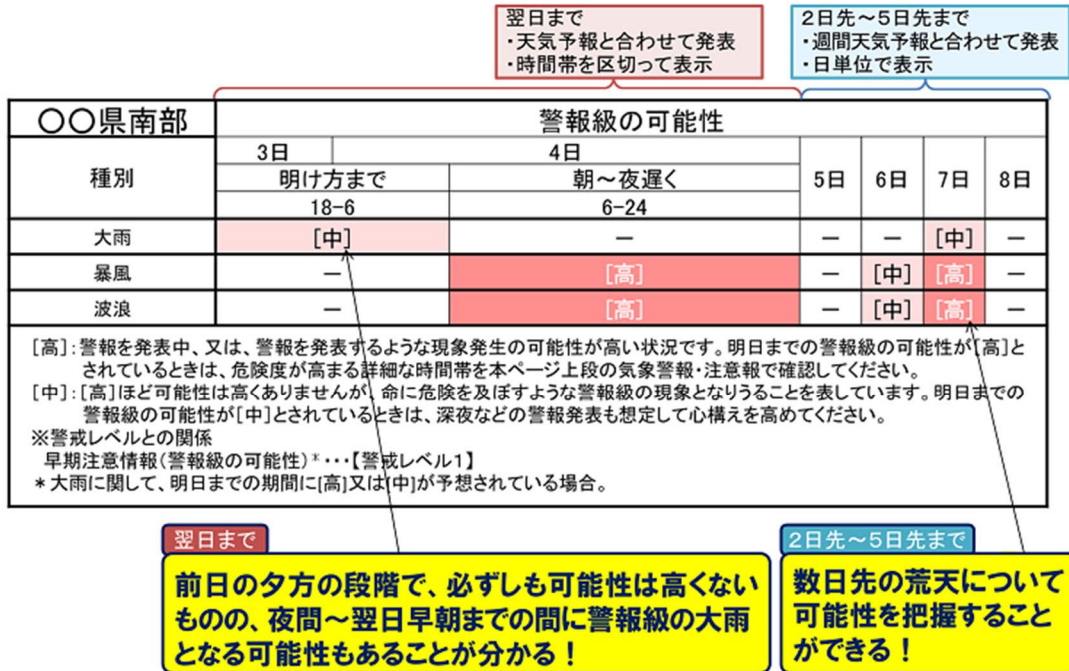 翌日まで
・天気予報と合わせて発表
・時間帯を区切って表示
2日先～5日先まで
・週間天気予報と合わせて発表
・日単位で表示
〇〇県南部 警報級の可能性
種別 3日 4日 5日 6日 7日 8日
明け方まで 朝～夜遅く
18-6 6-24
大雨 [中] － － － [中] －
暴風 － [高] － [中] [高] －
波浪 － [高] － [中] [高] －
[高]：警報を発表中、又は、警報を発表するような現象発生の可能性が高い状況です。明日までの警報級の可能性が[高]と
されているときは、危険度が高まる詳細な時間帯を本ページ上段の気象警報・注意報で確認してください。
[中]：[高]ほど可能性は高くありませんが、命に危険を及ぼすような警報級の現象となりうることを表しています。明日までの
警報級の可能性が[中]とされているときは、深夜などの警報発表も想定して心構えを高めてください。
※警戒レベルとの関係
早期注意情報（警報級の可能性）*・・・【警戒レベル1】
*大雨に関して、明日までの期間に[高]又は[中]が予想されている場合。
翌日まで
前日の夕方の段階で、必ずしも可能性は高くない
ものの、夜間～翌日早朝までの間に警報級の大雨
となる可能性もあることが分かる！
2日先～5日先まで
数日先の荒天について
可能性を把握すること
ができる！